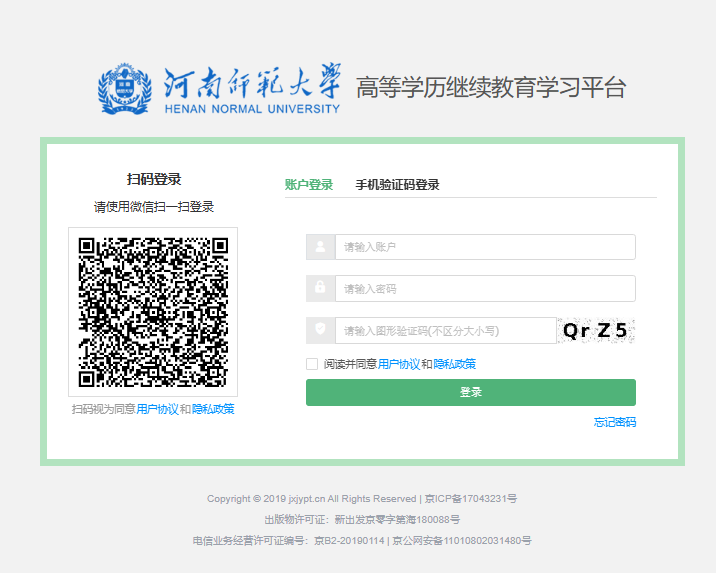 河南师范大学
HENAN NORMAL UNIVERSITY
高等学历继续教育学习平台
扫码登录
请使用微信扫一扫登录
扫码视为同意用户协议和隐私政策
账户登录 手机验证码登录
请输入账户
请输入密码
请输入图形验证码(不区分大小写)
QrZ5
阅读并同意用户协议和隐私政策
登录
忘记密码
Copyright © 2019 jxjypt.cn All Rights Reserved | 京ICP备17043231号
出版物许可证：新出发京零字第海180088号
电信业务经营许可证编号：京B2-20190114 | 京公网安备11010802031480号